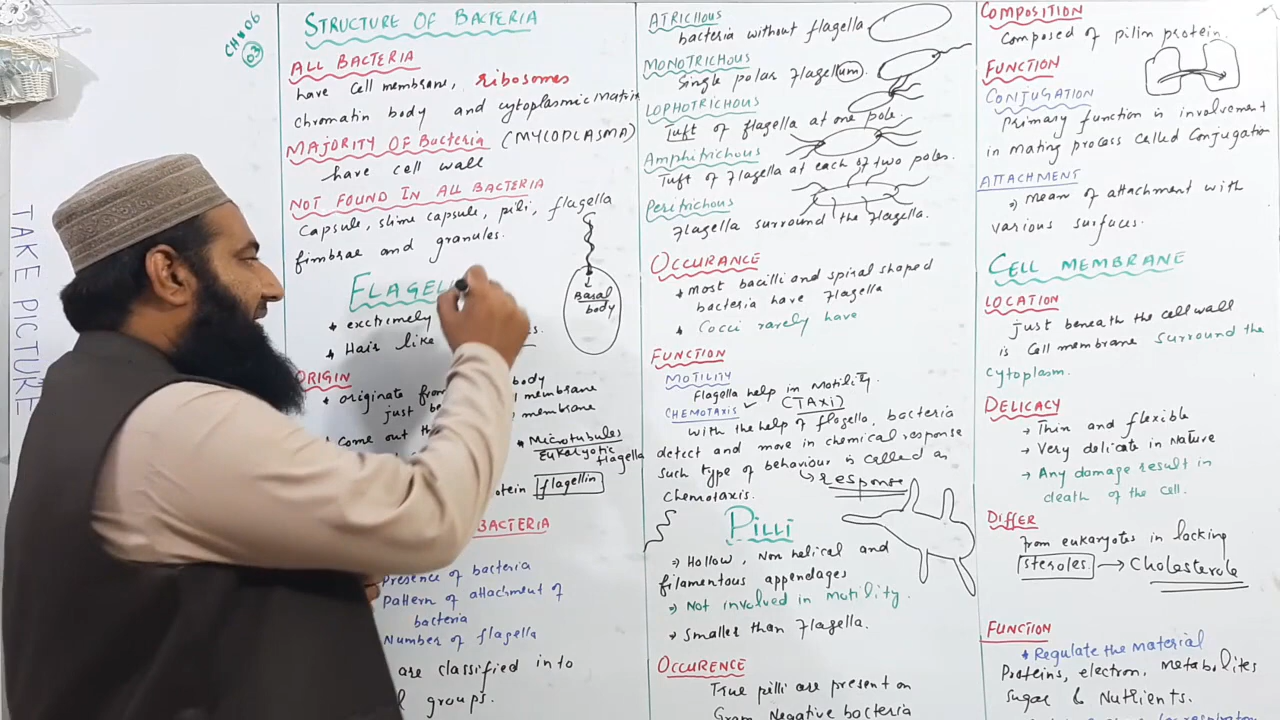 TAKE PICTURE
CH# 06
03
STRUCTURE OF BACTERIA
ALL BACTERIA
have cell membrane, ribosomes
chromatin body and cytoplasmic matrix
MAJORITY OF Bacteria (MYCOPLASMA)
have cell wall
NOT FOUND IN ALL BACTERIA
Capsule, slime capsule, pili, flagella
fimbrae and granules.
Basal
body
FLAGELL
* exctremely
* Hair like
ORIGIN
* originate from body
just membrane
* come out membrane
* Microtubules
Eukaryotic
flagella
flagellin
BACTERIA
Presence of bacteria
Pattern of attachment of
bacteria
Number of flagella
are classified in to
groups.
ATRICHOUS
bacteria without flagella
MONOTRICHOUS
Single polar flagellum
LOPHOTRICHOUS
Tuft of flagella at one pole.
Amphitrichous
Tuft of flagella at each of two poles.
Peritrichous
flagella surround the flagella.
OCCURANCE
* Most bacilli and spiral shaped
bacteria have flagella
* Cocci rarely have
FUNCTION
MOTILITY
Flagella help in Motility.
CHEMOTAXIS ✓ (TAXi)
with the help of flagello, bacteria
detect and move in chemical response
such type of behaviour is called as
Chemotaxis.
↳ response
PILLI
→ Hollow, Non helical and
filamentous appendages
→ Not involved in Motility.
→ Smaller than flagella.
OCCURENCE
True pilli are present on
Gram Negative bacteria
COMPOSITION
Composed of pilin protein.
FUNCTION
CONJUGATION
Primary function is involvement
in Mating process called Conjugation
ATTACHMENT
→ Mean of attachment with
various surfaces.
CELL MEMBRANE
LOCATION
just beneath the cell wall
is cell membrane surround the
cytoplasm.
DELICACY
→ Thin and flexible
→ Very delicate in Nature
→ Any damage result in
death of the cell.
DIFFER
From eukaryotes in lacking
steroles → Cholesterole
FUNCTION
* Regulate the material
Proteins, electron, metabolites
sugar & Nutrients.